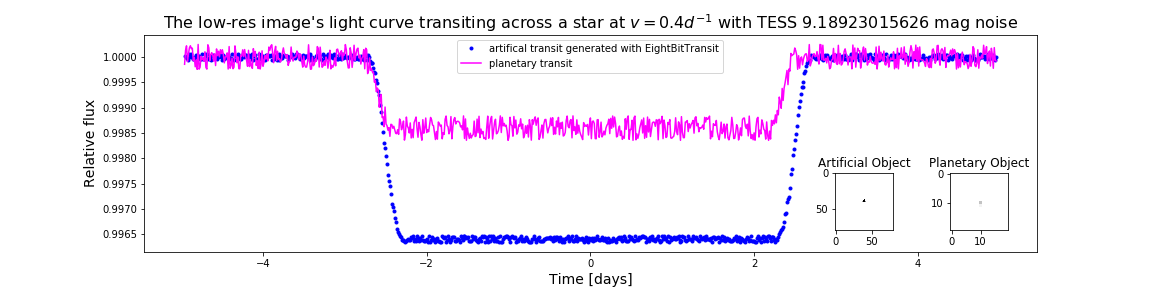 The low-res image's light curve transiting across a star at v = 0.4d⁻¹ with TESS 9.18923015626 mag noise
artifical transit generated with EightBitTransit
planetary transit
Relative flux
1.0000
0.9995
0.9990
0.9985
0.9980
0.9975
0.9970
0.9965
Artificial Object
0
50
0 50
Planetary Object
0
10
0 10
−4 −2 0 2 4
Time [days]